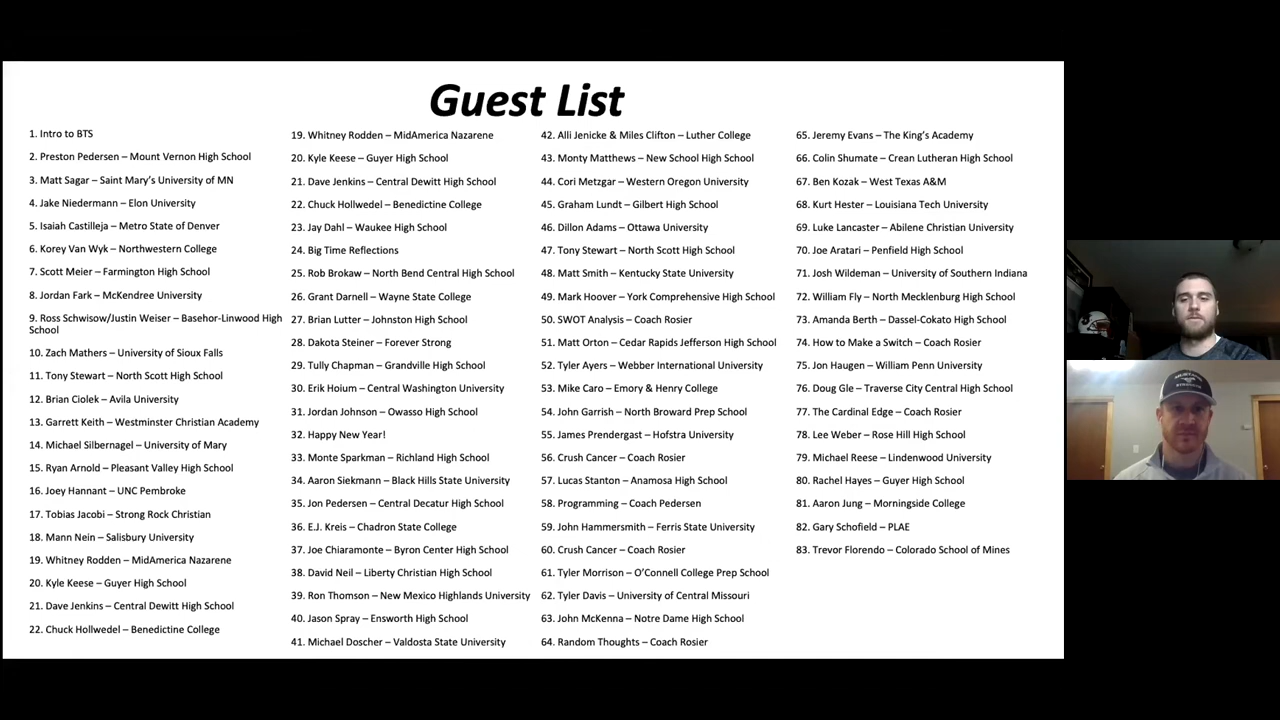 Guest List
1. Intro to BTS
2. Preston Pedersen – Mount Vernon High School
3. Matt Sagar – Saint Mary's University of MN
4. Jake Niedermann – Elon University
5. Isaiah Castilleja – Metro State of Denver
6. Korey Van Wyk – Northwestern College
7. Scott Meier – Farmington High School
8. Jordan Fark – McKendree University
9. Ross Schwisow/Justin Weiser – Basehor-Linwood High
School
10. Zach Mathers – University of Sioux Falls
11. Tony Stewart – North Scott High School
12. Brian Ciolek – Avila University
13. Garrett Keith – Westminster Christian Academy
14. Michael Silbernagel – University of Mary
15. Ryan Arnold – Pleasant Valley High School
16. Joey Hannant – UNC Pembroke
17. Tobias Jacobi – Strong Rock Christian
18. Mann Nein – Salisbury University
19. Whitney Rodden – MidAmerica Nazarene
20. Kyle Keese – Guyer High School
21. Dave Jenkins – Central Dewitt High School
22. Chuck Hollwedel – Benedictine College
19. Whitney Rodden – MidAmerica Nazarene
20. Kyle Keese – Guyer High School
21. Dave Jenkins – Central Dewitt High School
22. Chuck Hollwedel – Benedictine College
23. Jay Dahl – Waukee High School
24. Big Time Reflections
25. Rob Brokaw – North Bend Central High School
26. Grant Darnell – Wayne State College
27. Brian Lutter – Johnston High School
28. Dakota Steiner – Forever Strong
29. Tully Chapman – Grandville High School
30. Erik Hoium – Central Washington University
31. Jordan Johnson – Owasso High School
32. Happy New Year!
33. Monte Sparkman – Richland High School
34. Aaron Siekmann – Black Hills State University
35. Jon Pedersen – Central Decatur High School
36. E.J. Kreis – Chadron State College
37. Joe Chiaramonte – Byron Center High School
38. David Neil – Liberty Christian High School
39. Ron Thomson – New Mexico Highlands University
40. Jason Spray – Ensworth High School
41. Michael Doscher – Valdosta State University
42. Alli Jenicke & Miles Clifton – Luther College
43. Monty Matthews – New School High School
44. Cori Metzgar – Western Oregon University
45. Graham Lundt – Gilbert High School
46. Dillon Adams – Ottawa University
47. Tony Stewart – North Scott High School
48. Matt Smith – Kentucky State University
49. Mark Hoover – York Comprehensive High School
50. SWOT Analysis – Coach Rosier
51. Matt Orton – Cedar Rapids Jefferson High School
52. Tyler Ayers – Webber International University
53. Mike Caro – Emory & Henry College
54. John Garrish – North Broward Prep School
55. James Prendergast – Hofstra University
56. Crush Cancer – Coach Rosier
57. Lucas Stanton – Anamosa High School
58. Programming – Coach Pedersen
59. John Hammersmith – Ferris State University
60. Crush Cancer – Coach Rosier
61. Tyler Morrison – O'Connell College Prep School
62. Tyler Davis – University of Central Missouri
63. John McKenna – Notre Dame High School
64. Random Thoughts – Coach Rosier
65. Jeremy Evans – The King's Academy
66. Colin Shumate – Crean Lutheran High School
67. Ben Kozak – West Texas A&M
68. Kurt Hester – Louisiana Tech University
69. Luke Lancaster – Abilene Christian University
70. Joe Aratari – Penfield High School
71. Josh Wildeman – University of Southern Indiana
72. William Fly – North Mecklenburg High School
73. Amanda Berth – Dassel-Cokato High School
74. How to Make a Switch – Coach Rosier
75. Jon Haugen – William Penn University
76. Doug Gle – Traverse City Central High School
77. The Cardinal Edge – Coach Rosier
78. Lee Weber – Rose Hill High School
79. Michael Reese – Lindenwood University
80. Rachel Hayes – Guyer High School
81. Aaron Jung – Morningside College
82. Gary Schofield – PLAE
83. Trevor Florendo – Colorado School of Mines